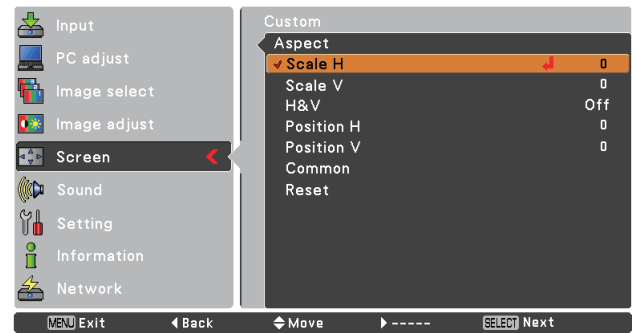 Input
PC adjust
Image select
Image adjust
Screen
Sound
Setting
Information
Network
Custom
Aspect
✓ Scale H 0
Scale V 0
H&V Off
Position H 0
Position V 0
Common
Reset
MENU Exit ◀Back Move ▶----- SELECT Next